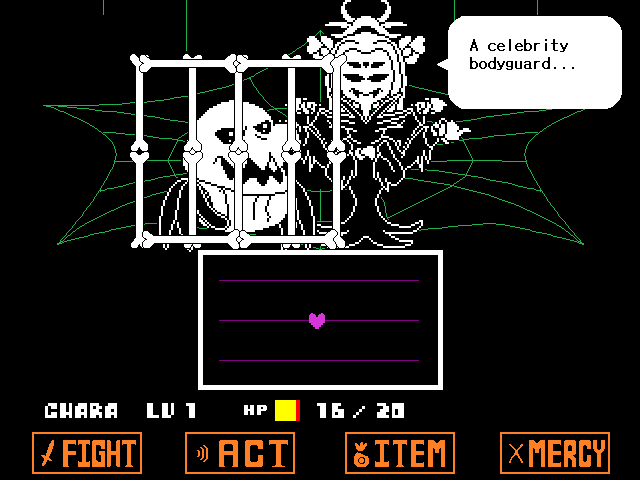 A celebrity
bodyguard...
CHARA LV 1 HP 16 / 20
FIGHT ACT ITEM MERCY